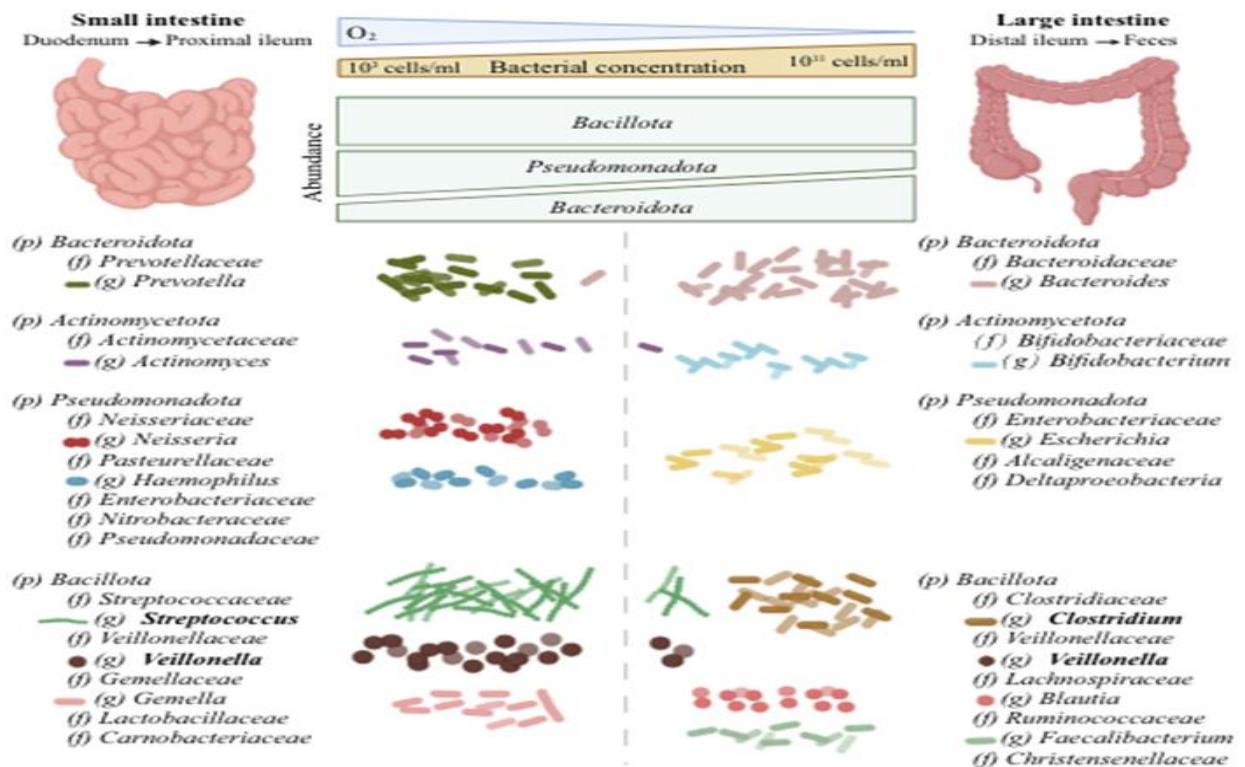 Small intestine
Duodenum → Proximal ileum
O₂
10³ cells/ml Bacterial concentration 10¹¹ cells/ml
Large intestine
Distal ileum → Feces
Abundance
Bacillota
Pseudomonadota
Bacteroidota
(p) Bacteroidota
(f) Prevotellaceae
(g) Prevotella
(p) Actinomycetota
(f) Actinomycetaceae
(g) Actinomyces
(p) Pseudomonadota
(f) Neisseriaceae
(g) Neisseria
(f) Pasteurellaceae
(g) Haemophilus
(f) Enterobacteriaceae
(f) Nitrobacteraceae
(f) Pseudomonadaceae
(p) Bacillota
(f) Streptococcaceae
(g) Streptococcus
(f) Veillonellaceae
(g) Veillonella
(f) Gemellaceae
(g) Gemella
(f) Lactobacillaceae
(f) Carnobacteriaceae
(p) Bacteroidota
(f) Bacteroidaceae
(g) Bacteroides
(p) Actinomycetota
(f) Bifidobacteriaceae
(g) Bifidobacterium
(p) Pseudomonadota
(f) Enterobacteriaceae
(g) Escherichia
(f) Alcaligenaceae
(f) Deltaproeobacteria
(p) Bacillota
(f) Clostridiaceae
(g) Clostridium
(f) Veillonellaceae
(g) Veillonella
(f) Lachnospiraceae
(g) Blautia
(f) Ruminococcaceae
(g) Faecalibacterium
(f) Christensenellaceae